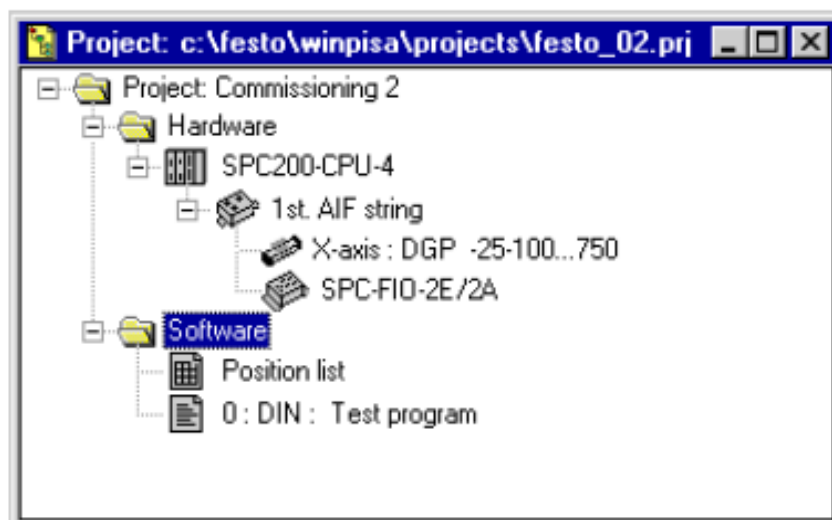 Project: c:\festo\winpisa\projects\festo_02.prj
Project: Commissioning 2
Hardware
SPC200-CPU-4
1st. AIF string
X-axis : DGP -25-100...750
SPC-FIO-2E/2A
Software
Position list
0 : DIN : Test program